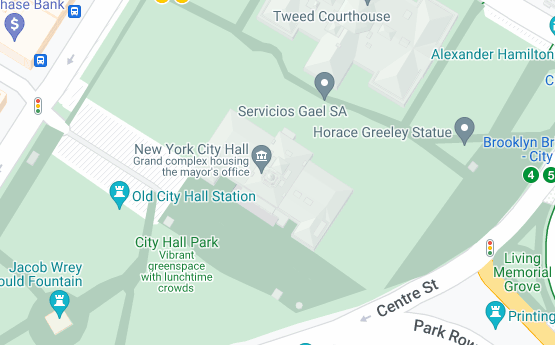 hase Bank
$
Tweed Courthouse
Alexander Hamilton
C
Servicios Gael SA
Horace Greeley Statue
Brooklyn Br
- City
4 5
New York City Hall
Grand complex housing
the mayor's office
Old City Hall Station
City Hall Park
Vibrant
greenspace
with lunchtime
crowds
Jacob Wrey
ould Fountain
Living
Memorial
Grove
Centre St
Printing
Park Row